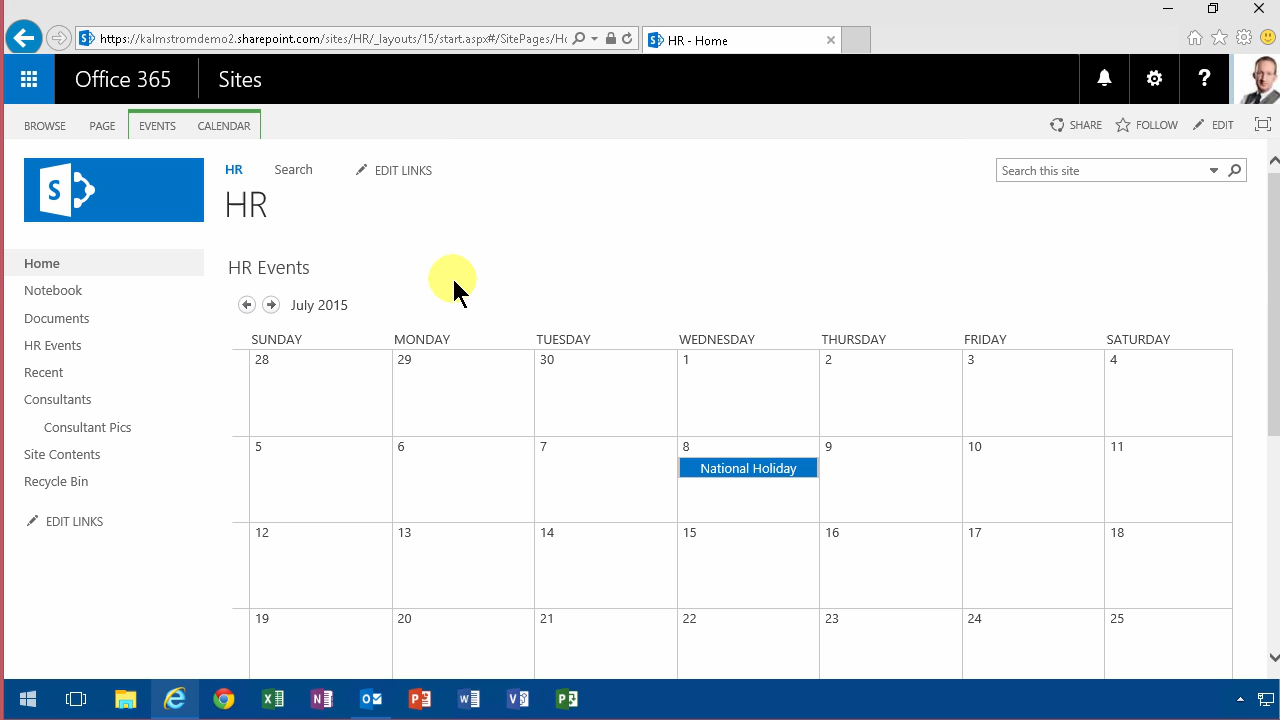 https://kalmstromdemo2.sharepoint.com/sites/HR/_layouts/15/start.aspx#/SitePages/Hc
HR - Home
Office 365
Sites
?
BROWSE
PAGE
EVENTS
CALENDAR
SHARE
FOLLOW
EDIT
S
HR
Search
EDIT LINKS
Search this site
HR
Home
Notebook
Documents
HR Events
Recent
Consultants
Consultant Pics
Site Contents
Recycle Bin
EDIT LINKS
HR Events
July 2015
SUNDAY MONDAY TUESDAY WEDNESDAY THURSDAY FRIDAY SATURDAY
28 29 30 1 2 3 4
5 6 7 8 9 10 11
National Holiday
12 13 14 15 16 17 18
19 20 21 22 23 24 25